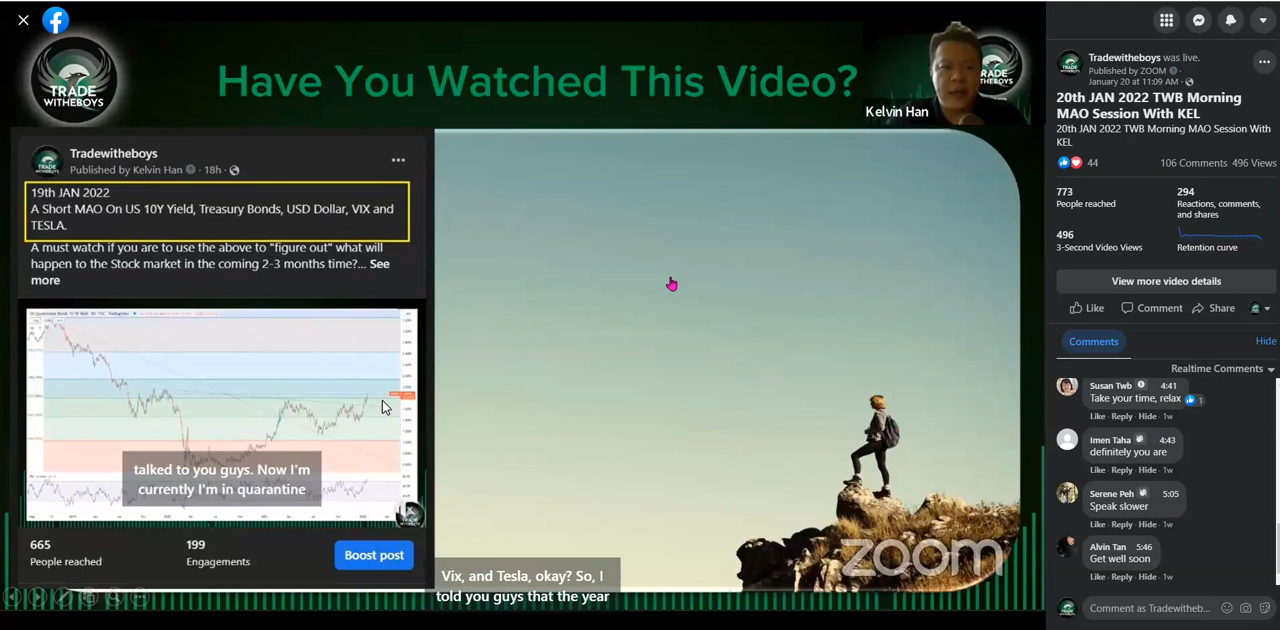 Have You Watched This Video?
TRADE
WITHEBOYS
Kelvin Han
Tradewitheboys
Published by Kelvin Han · 18h ·
19th JAN 2022
A Short MAO On US 10Y Yield, Treasury Bonds, USD Dollar, VIX and
TESLA.
A must watch if you are to use the above to "figure out" what will
happen to the Stock market in the coming 2-3 months time?... See
more
talked to you guys. Now I'm
currently I'm in quarantine
665
People reached
199
Engagements
Boost post
zoom
Vix, and Tesla, okay? So, I
told you guys that the year
Tradewitheboys was live.
Published by ZOOM ·
January 20 at 11:09 AM ·
20th JAN 2022 TWB Morning
MAO Session With KEL
20th JAN 2022 TWB Morning MAO Session With
KEL
44
106 Comments 496 Views
773
People reached
294
Reactions, comments,
and shares
496
3-Second Video Views
Retention curve
View more video details
Like Comment Share
Comments
Hide
Realtime Comments
Susan Twb 4:41
Take your time, relax
1
Like · Reply · Hide · 1w
Imen Taha · 4:43
definitely you are
Like · Reply · Hide · 1w
Serene Peh 5:05
Speak slower
Like · Reply · Hide · 1w
Alvin Tan 5:46
Get well soon
Like · Reply · Hide · 1w
Comment as Tradewitheb...